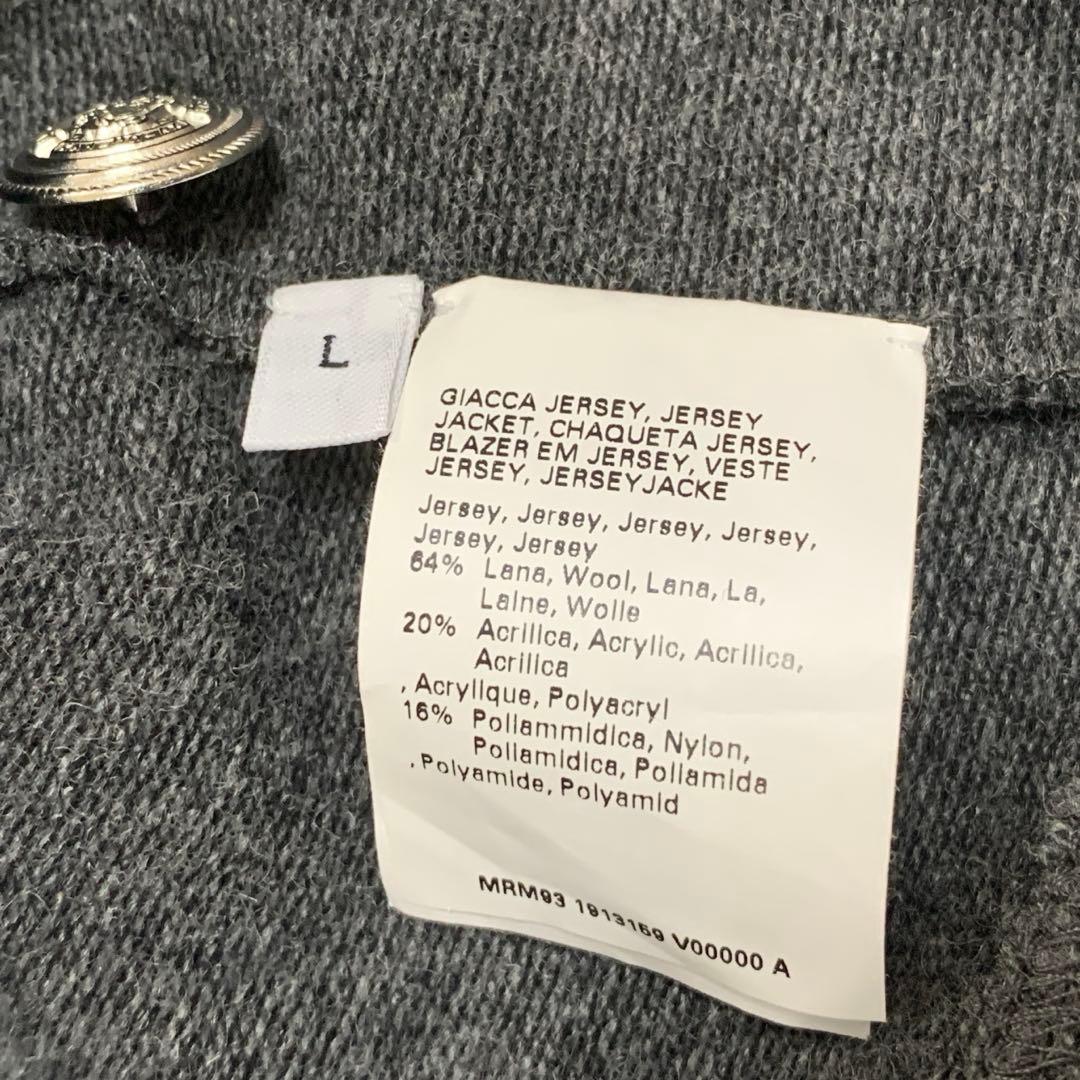 L
GIACCA JERSEY, JERSEY
JACKET, CHAQUETA JERSEY,
BLAZER EM JERSEY, VESTE
JERSEY, JERSEYJACKE
Jersey, Jersey, Jersey, Jersey,
Jersey, Jersey
64% Lana, Wool, Lana, La,
Laine, Wolle
20% Acrilica, Acrylic, Acrilica,
Acrilica
, Acrylique, Polyacryl
16% Poliammidica, Nylon,
Poliamidica, Poliamida
, Polyamide, Polyamid
MRM93 1913169 V00000 A